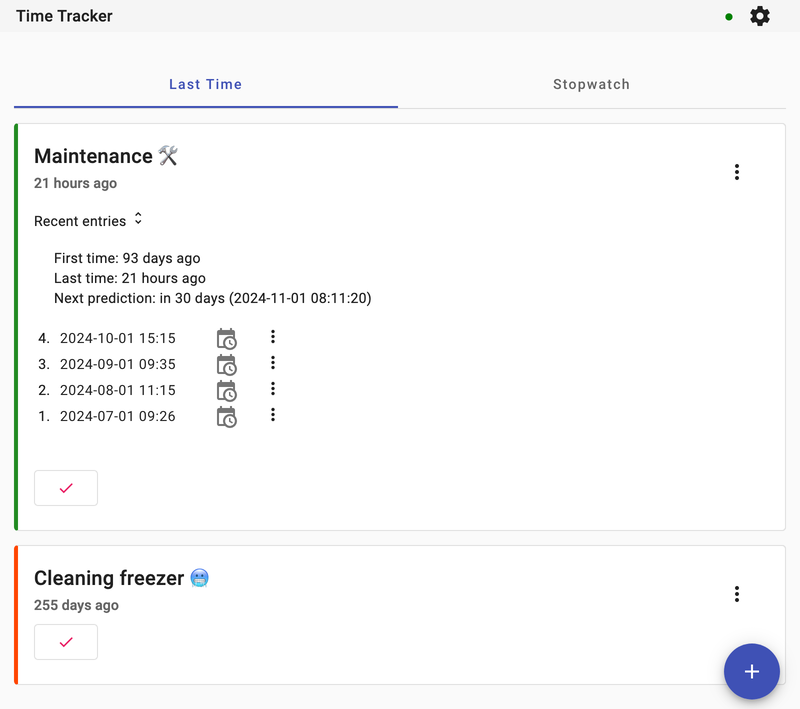 Time Tracker
Last Time
Stopwatch
Maintenance 🛠️
21 hours ago
Recent entries
First time: 93 days ago
Last time: 21 hours ago
Next prediction: in 30 days (2024-11-01 08:11:20)
4. 2024-10-01 15:15
3. 2024-09-01 09:35
2. 2024-08-01 11:15
1. 2024-07-01 09:26
Cleaning freezer 🥶
255 days ago